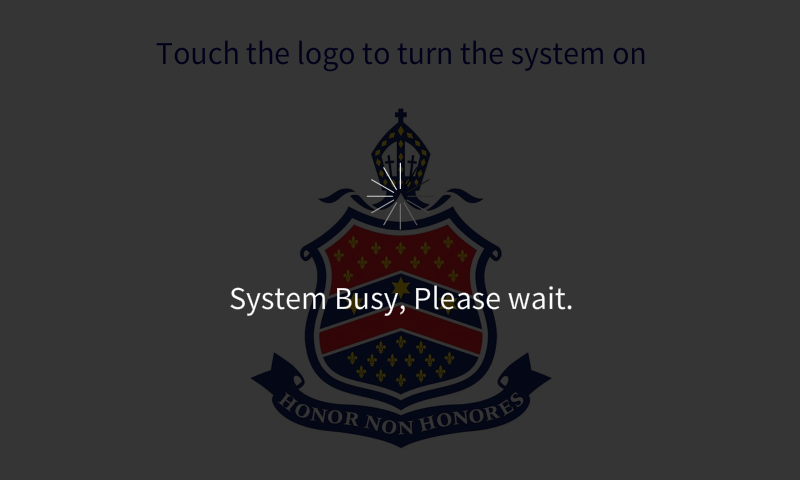 Touch the logo to turn the system on
System Busy, Please wait.
HONOR NON HONORES